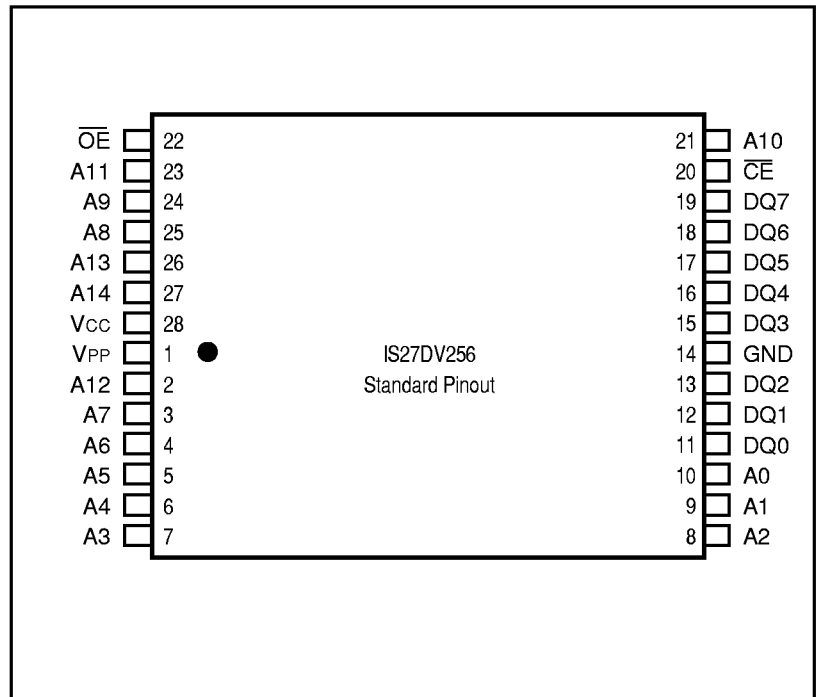 O̅E̅ 22 21 A10
A11 23 20 C̅E̅
A9 24 19 DQ7
A8 25 18 DQ6
A13 26 17 DQ5
A14 27 16 DQ4
VCC 28 15 DQ3
VPP 1 IS27DV256 14 GND
A12 2 Standard Pinout 13 DQ2
A7 3 12 DQ1
A6 4 11 DQ0
A5 5 10 A0
A4 6 9 A1
A3 7 8 A2